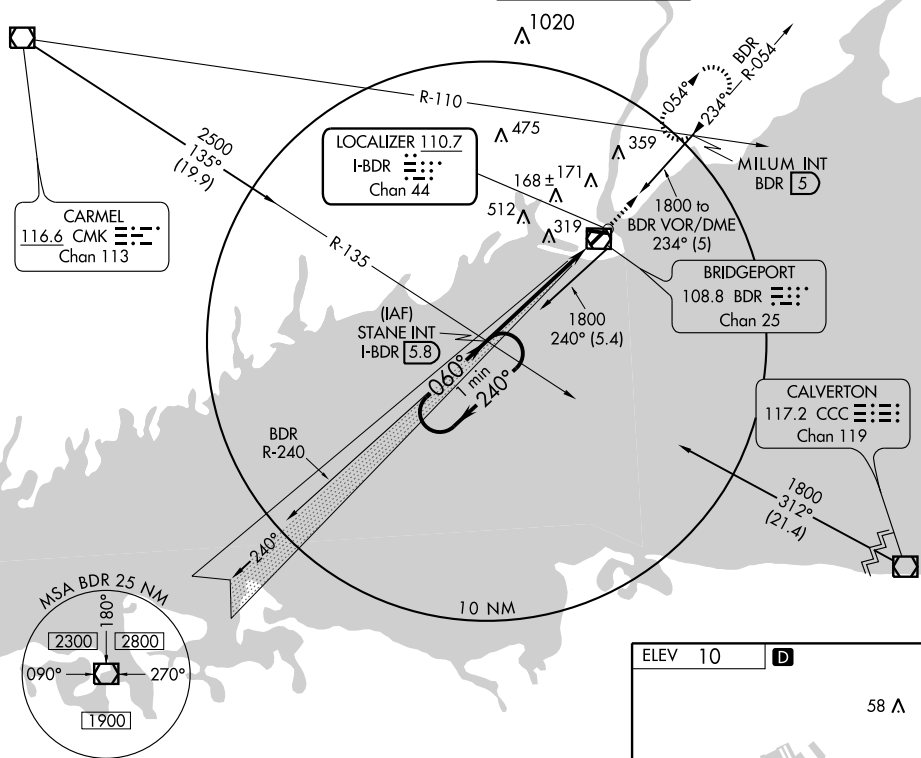 1020
BDR
R-054
054°
234°
R-110
475
359
171
168 ±
512
319
LOCALIZER 110.7
I-BDR
Chan 44
2500
135°
(19.9)
CARMEL
116.6 CMK
Chan 113
R-135
MILUM INT
BDR 5
1800 to
BDR VOR/DME
234° (5)
BRIDGEPORT
108.8 BDR
Chan 25
1800
240° (5.4)
(IAF)
STANE INT
I-BDR 5.8
060°
1 min
240°
CALVERTON
117.2 CCC
Chan 119
BDR
R-240
1800
312°
(21.4)
240°
10 NM
MSA BDR 25 NM
180°
2300
2800
090°
270°
1900
ELEV 10
D
58